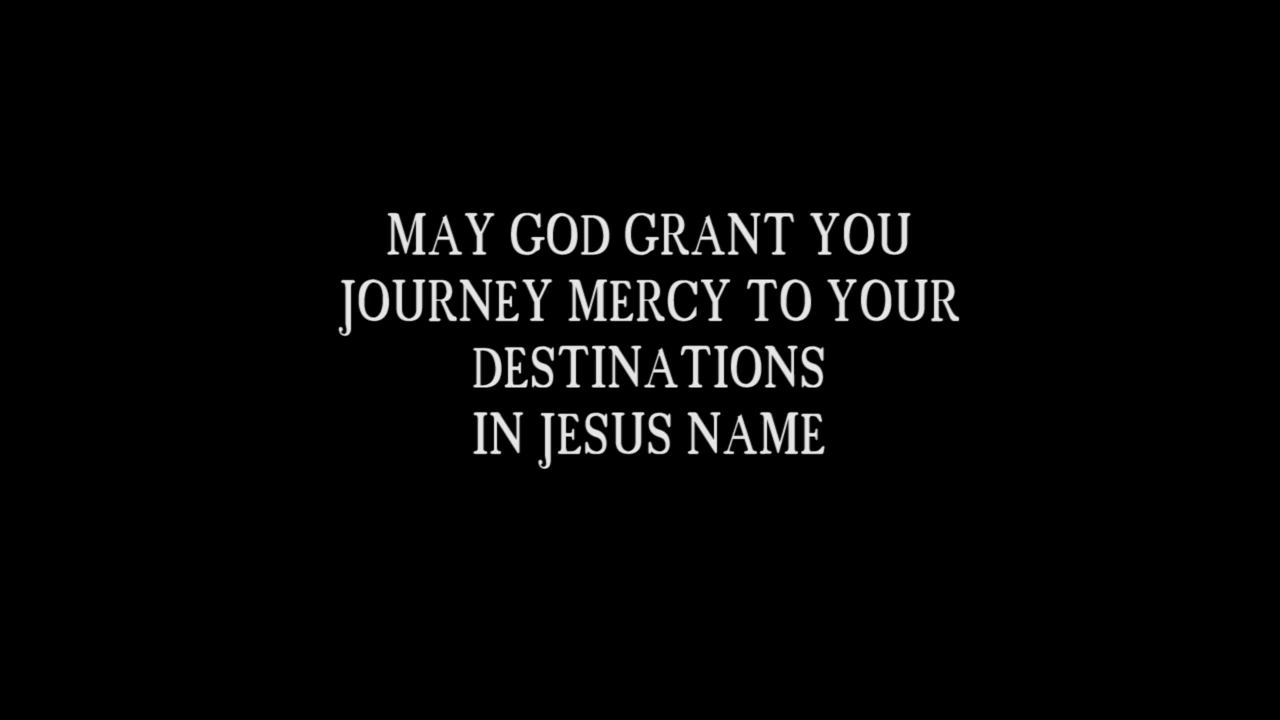 MAY GOD GRANT YOU
JOURNEY MERCY TO YOUR
DESTINATIONS
IN JESUS NAME